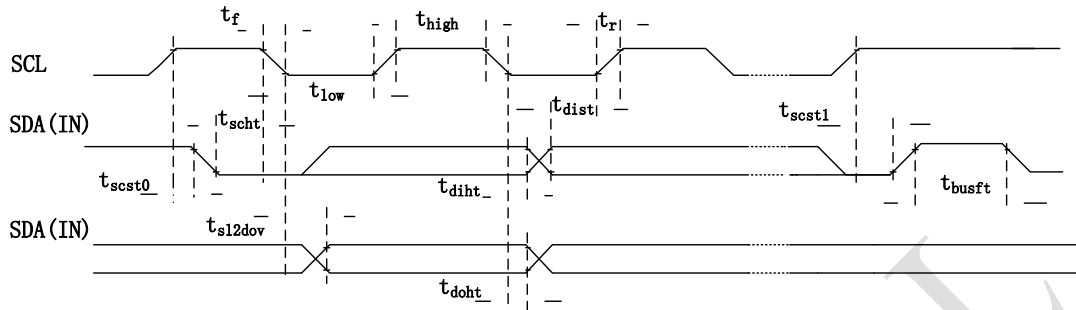 t_f
t_high
t_r
SCL
t_low
t_dist
SDA(IN)
t_scht
t_scst1
t_scst0
t_diht
t_busft
SDA(IN)
t_sl2dov
t_doht